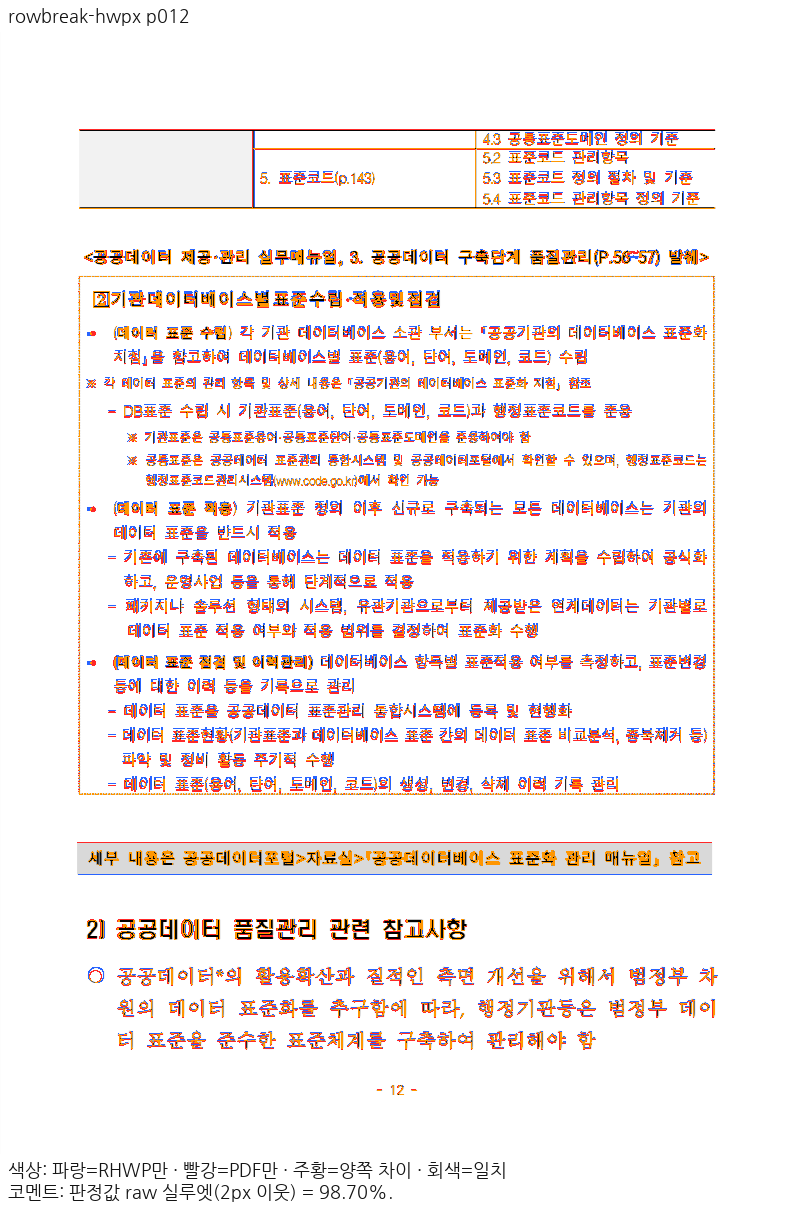 rowbreak-hwpx p012
4.3 공통표준도메인 정의 기준
5.2 표준코드 관리항목
5. 표준코드(p.143)
5.3 표준코드 정의 절차 및 기준
5.4 표준코드 관리항목 정의 기준
<공공데이터 제공·관리 실무매뉴얼, 3. 공공데이터 구축단계 품질관리(P.56~57) 발췌>
②기관데이터베이스별표준수립·적용및점검
• (데이터 표준 수립) 각 기관 데이터베이스 소관 부서는 「공공기관의 데이터베이스 표준화
지침」을 참고하여 데이터베이스별 표준(용어, 단어, 도메인, 코드) 수립
※ 각 데이터 표준의 관리 항목 및 상세 내용은 「공공기관의 데이터베이스 표준화 지침」 참조
- DB표준 수립 시 기관표준(용어, 단어, 도메인, 코드)과 행정표준코드를 준용
※ 기관표준은 공통표준용어·공통표준단어·공통표준도메인을 준용하여야 함
※ 공통표준은 공공데이터 표준관리 통합시스템 및 공공데이터포털에서 확인할 수 있으며, 행정표준코드는
행정표준코드관리시스템(www.code.go.kr)에서 확인 가능
• (데이터 표준 적용) 기관표준 정의 이후 신규로 구축되는 모든 데이터베이스는 기관의
데이터 표준을 반드시 적용
- 기존에 구축된 데이터베이스는 데이터 표준을 적용하기 위한 계획을 수립하여 공식화
하고, 운영사업 등을 통해 단계적으로 적용
- 패키지나 솔루션 형태의 시스템, 유관기관으로부터 제공받은 연계데이터는 기관별로
데이터 표준 적용 여부와 적용 범위를 결정하여 표준화 수행
• (데이터 표준 점검 및 이력관리) 데이터베이스 항목별 표준적용 여부를 측정하고, 표준변경
등에 대한 이력 등을 기록으로 관리
- 데이터 표준을 공공데이터 표준관리 통합시스템에 등록 및 현행화
- 데이터 표준현황(기관표준과 데이터베이스 표준 간의 데이터 표준 비교분석, 중복제거 등)
파악 및 정비 활동 주기적 수행
- 데이터 표준(용어, 단어, 도메인, 코드)의 생성, 변경, 삭제 이력 기록 관리
세부 내용은 공공데이터포털>자료실>「공공데이터베이스 표준화 관리 매뉴얼」 참고
2) 공공데이터 품질관리 관련 참고사항
○ 공공데이터*의 활용확산과 질적인 측면 개선을 위해서 범정부 차
원의 데이터 표준화를 추구함에 따라, 행정기관등은 범정부 데이
터 표준을 준수한 표준체계를 구축하여 관리해야 함
- 12 -
색상: 파랑=RHWP만 · 빨강=PDF만 · 주황=양쪽 차이 · 회색=일치
코멘트: 판정값 raw 실루엣(2px 이웃) = 98.70%.